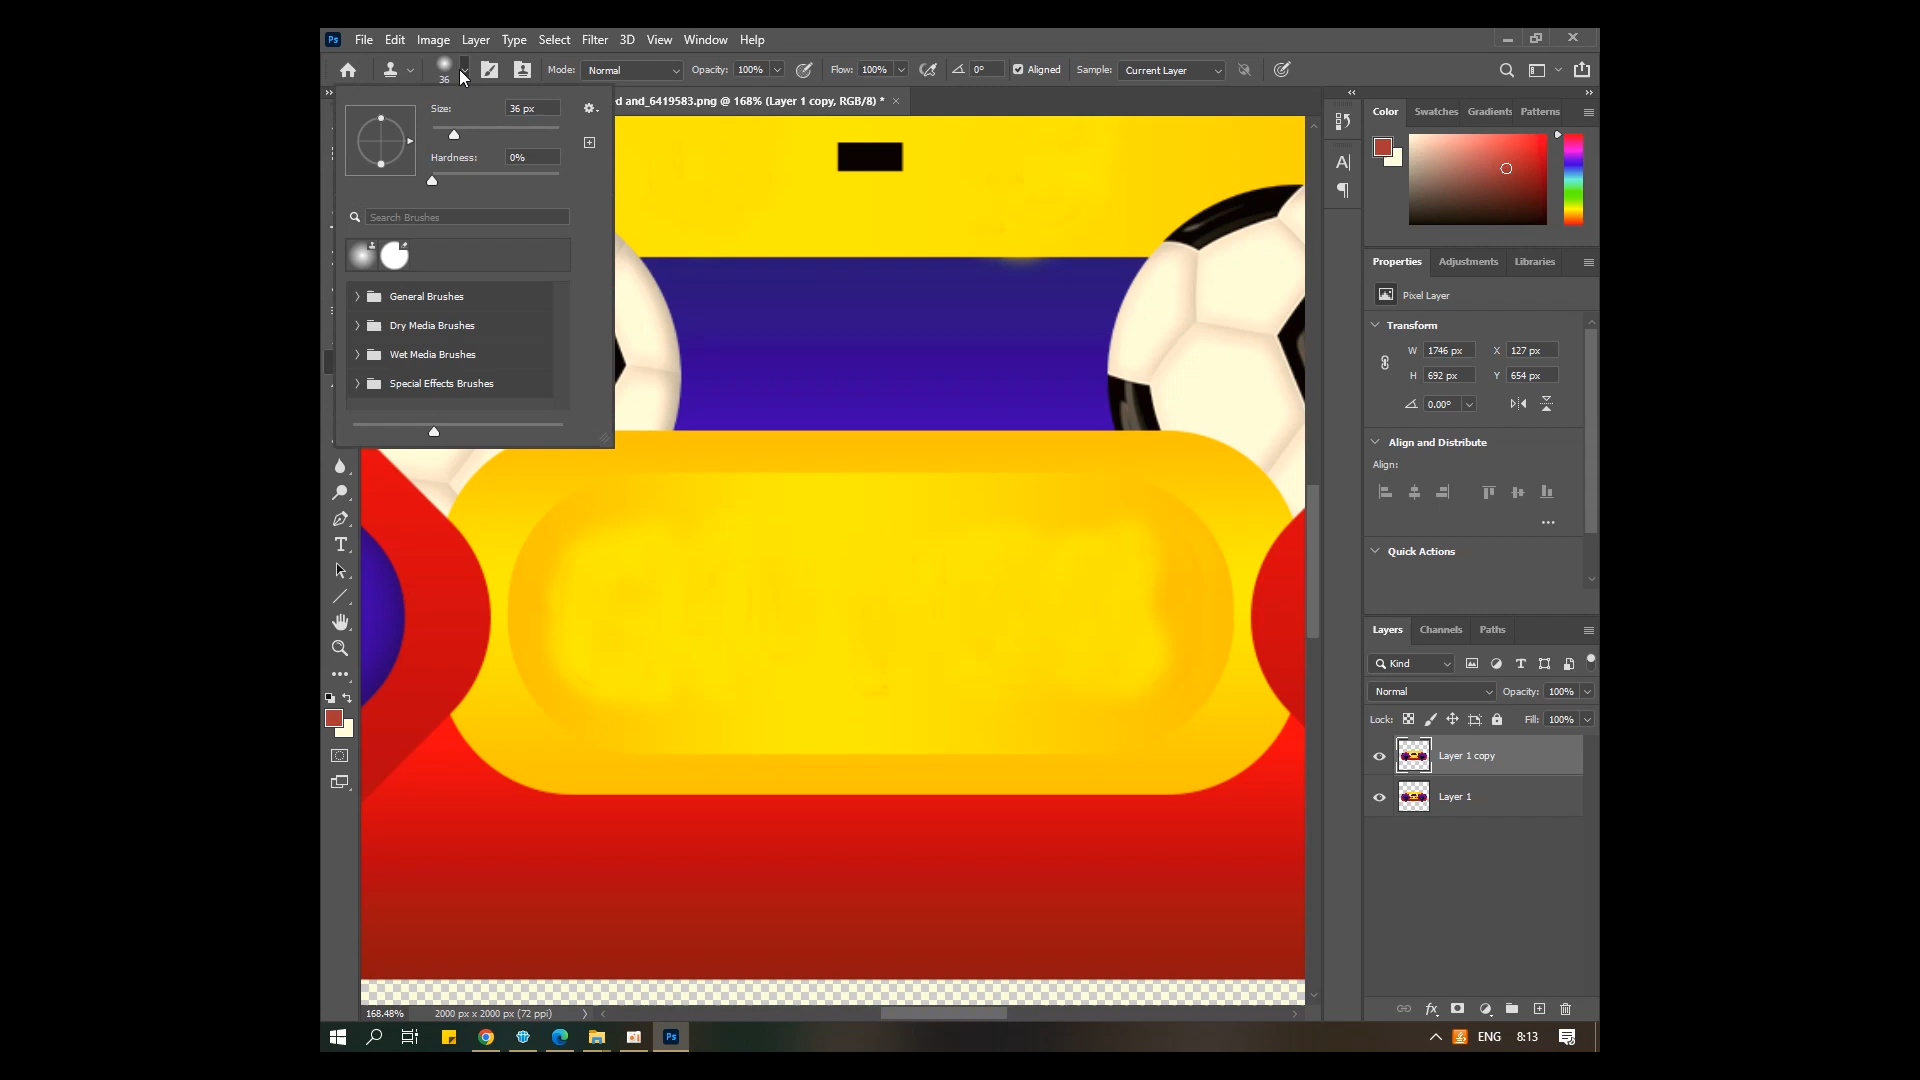 Ps File Edit Image Layer Type Select Filter 3D View Window Help
36 Mode: Normal Opacity: 100% Flow: 100% 0° Aligned Sample: Current Layer
d and_6419583.png @ 168% (Layer 1 copy, RGB/8) *
Size: 36 px
Hardness: 0%
Search Brushes
General Brushes
Dry Media Brushes
Wet Media Brushes
Special Effects Brushes
Color Swatches Gradients Patterns
Properties Adjustments Libraries
Pixel Layer
Transform
W 1746 px X 127 px
H 692 px Y 654 px
0.00°
Align and Distribute
Align:
Quick Actions
Layers Channels Paths
Kind
Normal Opacity: 100%
Lock: Fill: 100%
Layer 1 copy
Layer 1
168.48% 2000 px x 2000 px (72 ppi)
Ps ENG 8:13